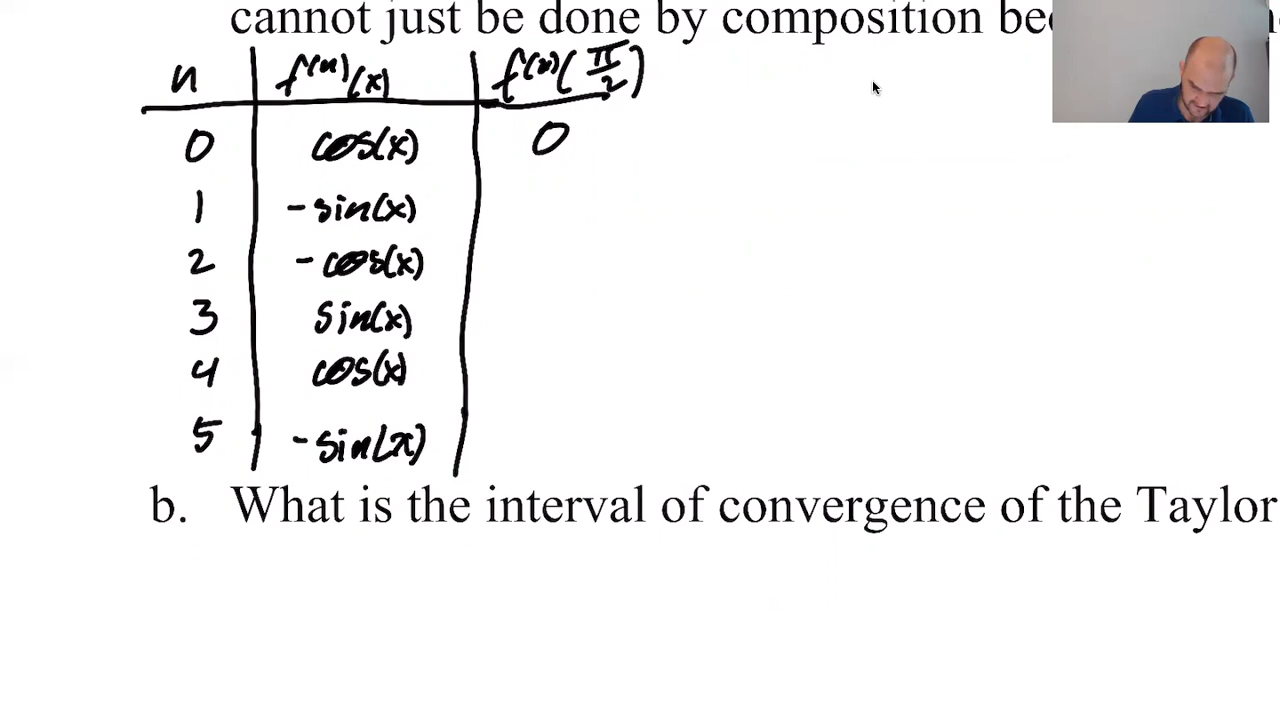 cannot just be done by composition
n f⁽ⁿ⁾(x) f⁽ⁿ⁾(π/2)
0 cos(x) 0
1 -sin(x)
2 -cos(x)
3 sin(x)
4 cos(x)
5 -sin(x)
b. What is the interval of convergence of the Taylor